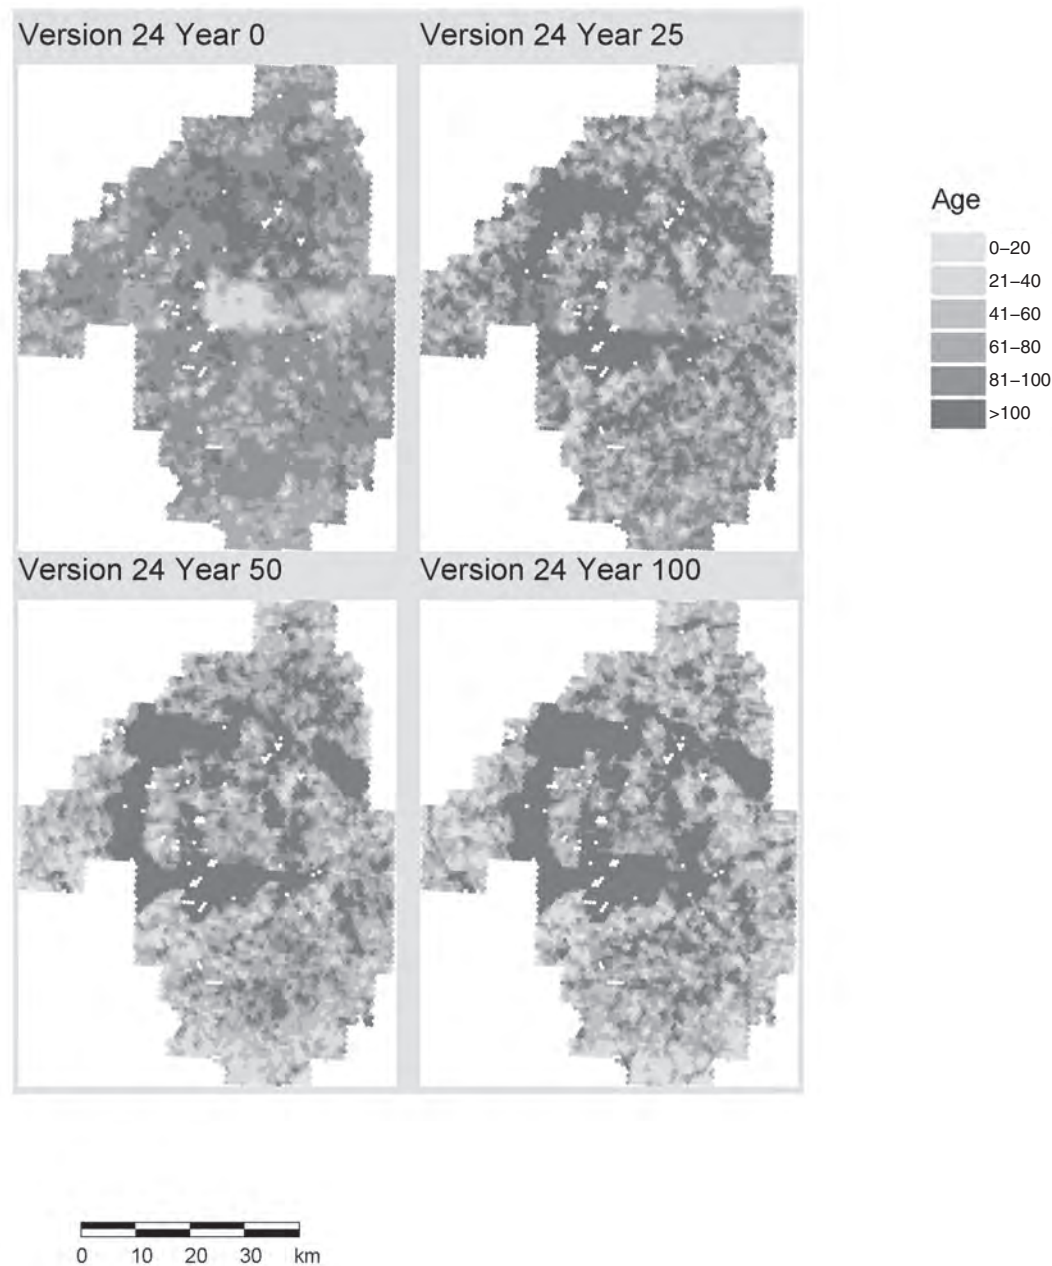 Version 24 Year 0
Version 24 Year 25
Age
0–20
21–40
41–60
61–80
81–100
>100
Version 24 Year 50
Version 24 Year 100
0 10 20 30 km